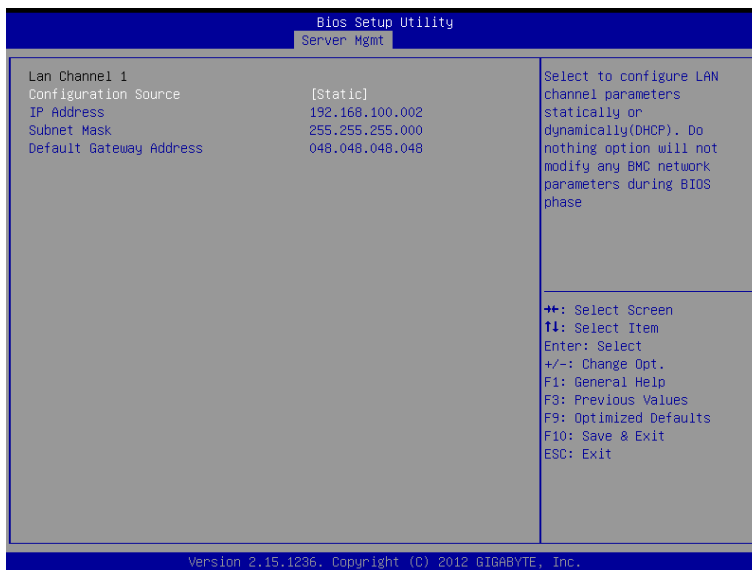 Bios Setup Utility
Server Mgmt
Lan Channel 1
Configuration Source [Static]
IP Address 192.168.100.002
Subnet Mask 255.255.255.000
Default Gateway Address 048.048.048.048
Select to configure LAN
channel parameters
statically or
dynamically(DHCP). Do
nothing option will not
modify any BMC network
parameters during BIOS
phase
→←: Select Screen
↑↓: Select Item
Enter: Select
+/-: Change Opt.
F1: General Help
F3: Previous Values
F9: Optimized Defaults
F10: Save & Exit
ESC: Exit
Version 2.15.1236. Copyright (C) 2012 GIGABYTE, Inc.